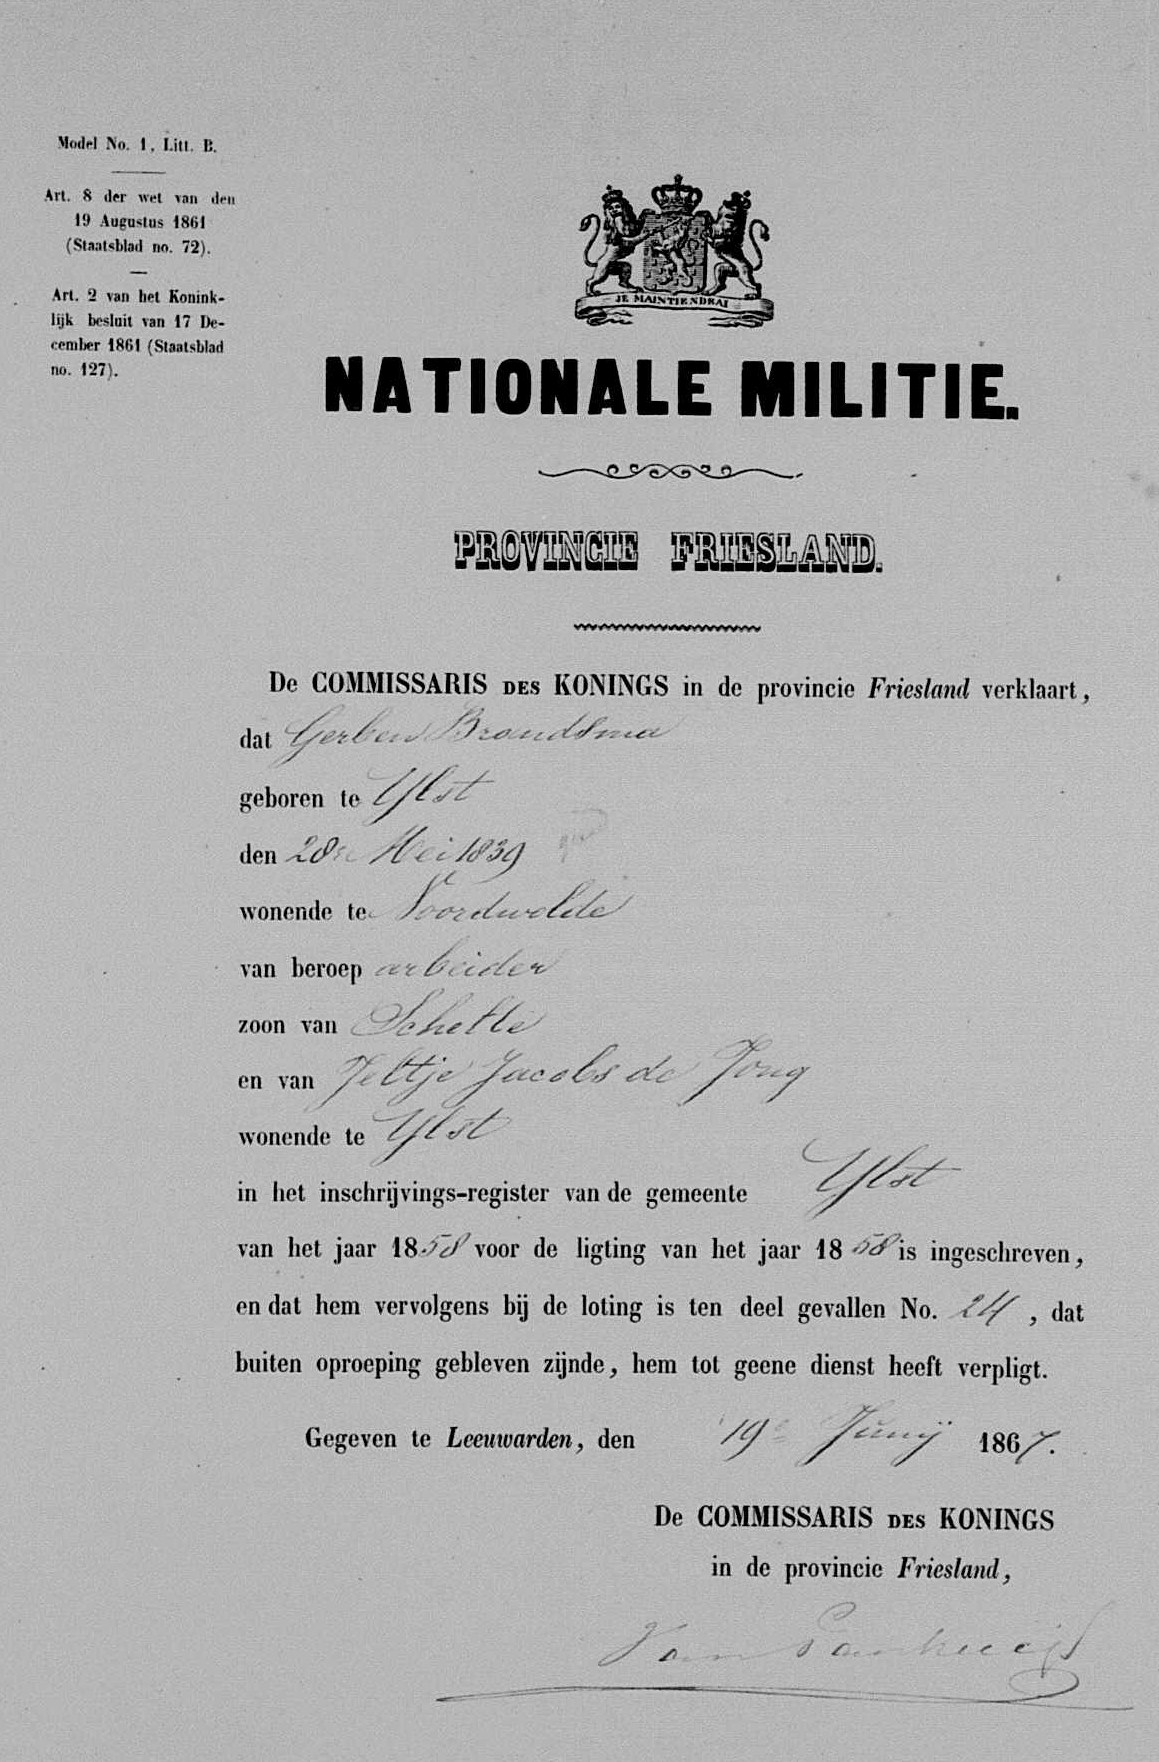 Model No. 1, Litt. B.
Art. 8 der wet van den
19 Augustus 1861
(Staatsblad no. 72).
Art. 2 van het Konink-
lijk besluit van 17 De-
cember 1861 (Staatsblad
no. 127).
JE MAINTIENDRAI
NATIONALE MILITIE.
PROVINCIE FRIESLAND.
De COMMISSARIS DES KONINGS in de provincie Friesland verklaart,
dat Gerben Brandsma
geboren te Ylst
den 28e Mei 1839
wonende te Noordwolde
van beroep arbeider
zoon van Schelte
en van Jeltje Jacobs de Jong
wonende te Ylst
in het inschrijvings-register van de gemeente Ylst
van het jaar 1858 voor de ligting van het jaar 1858 is ingeschreven,
en dat hem vervolgens bij de loting is ten deel gevallen No. 24, dat
buiten oproeping gebleven zijnde, hem tot geene dienst heeft verpligt.
Gegeven te Leeuwarden, den 19e Junij 1867.
De COMMISSARIS DES KONINGS
in de provincie Friesland,
Van Panhuijs